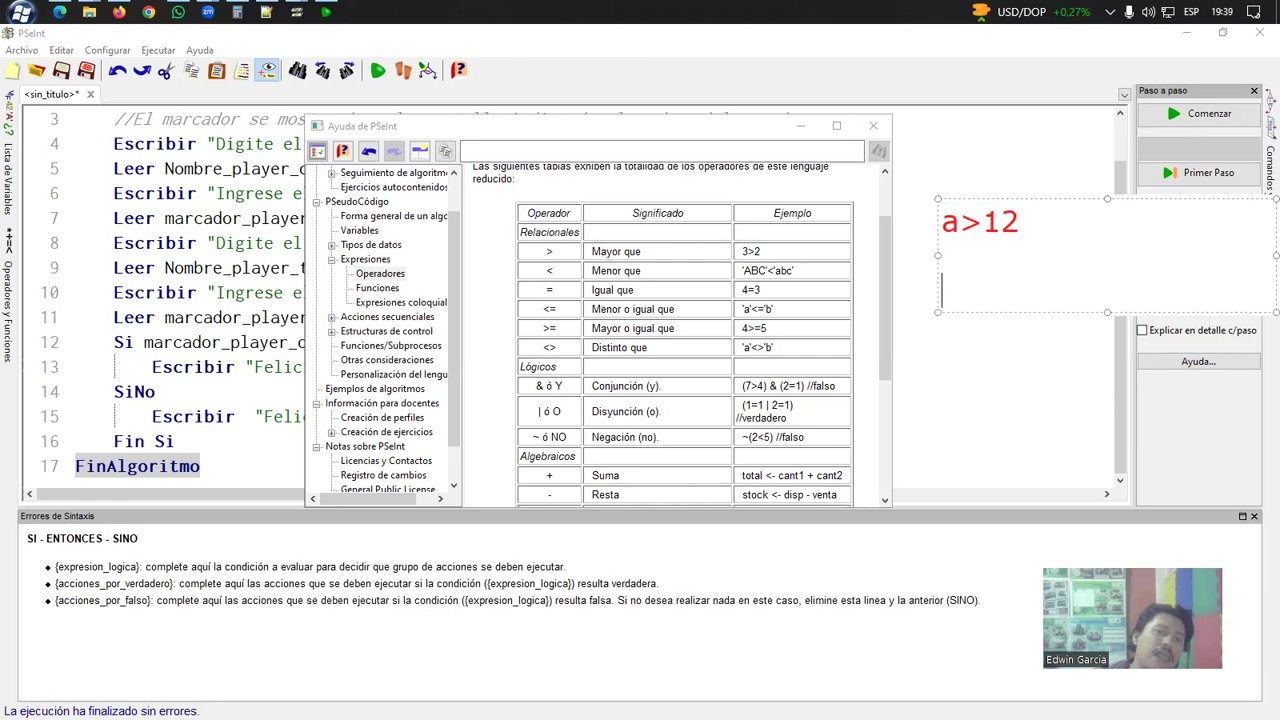 USD/DOP +0,27% ESP 19:39
PSeInt
Archivo Editar Configurar Ejecutar Ayuda
<sin_titulo>*
Lista de Variables
Operadores y Funciones
3 //El marcador se mos
4 Escribir "Digite el
5 Leer Nombre_player_
6 Escribir "Ingrese e
7 Leer marcador_player
8 Escribir "Digite el
9 Leer Nombre_player_t
10 Escribir "Ingrese e
11 Leer marcador_player
12 Si marcador_player_o
13 Escribir "Felic
14 SiNo
15 Escribir "Felic
16 Fin Si
17 FinAlgoritmo
Ayuda de PSeInt
Seguimiento de algoritm
Ejercicios autocontenidos
PSeudoCódigo
Forma general de un algo
Variables
Tipos de datos
Expresiones
Operadores
Funciones
Expresiones coloquial
Acciones secuenciales
Estructuras de control
Funciones/Subprocesos
Otras consideraciones
Personalización del lengu
Ejemplos de algoritmos
Información para docentes
Creación de perfiles
Creación de ejercicios
Notas sobre PSeInt
Licencias y Contactos
Registro de cambios
General Public License
Las siguientes tablas exhiben la totalidad de los operadores de este lenguaje
reducido:
Operador Significado Ejemplo
Relacionales
> Mayor que 3>2
< Menor que 'ABC'<'abc'
= Igual que 4=3
<= Menor o igual que 'a'<='b'
>= Mayor o igual que 4>=5
<> Distinto que 'a'<>'b'
Lógicos
& ó Y Conjunción (y). (7>4) & (2=1) //falso
| ó O Disyunción (o). (1=1 | 2=1)
//verdadero
~ ó NO Negación (no). ~(2<5) //falso
Algebraicos
+ Suma total <- cant1 + cant2
- Resta stock <- disp - venta
a>12
Paso a paso
Comenzar
Primer Paso
Explicar en detalle c/paso
Ayuda...
Comandos
Errores de Sintaxis
SI - ENTONCES - SINO
{expresion_logica}: complete aquí la condición a evaluar para decidir que grupo de acciones se deben ejecutar.
{acciones_por_verdadero}: complete aquí las acciones que se deben ejecutar si la condición ({expresion_logica}) resulta verdadera.
{acciones_por_falso}: complete aquí las acciones que se deben ejecutar si la condición ({expresion_logica}) resulta falsa. Si no desea realizar nada en este caso, elimine esta linea y la anterior (SINO).
Edwin Garcia
La ejecución ha finalizado sin errores.